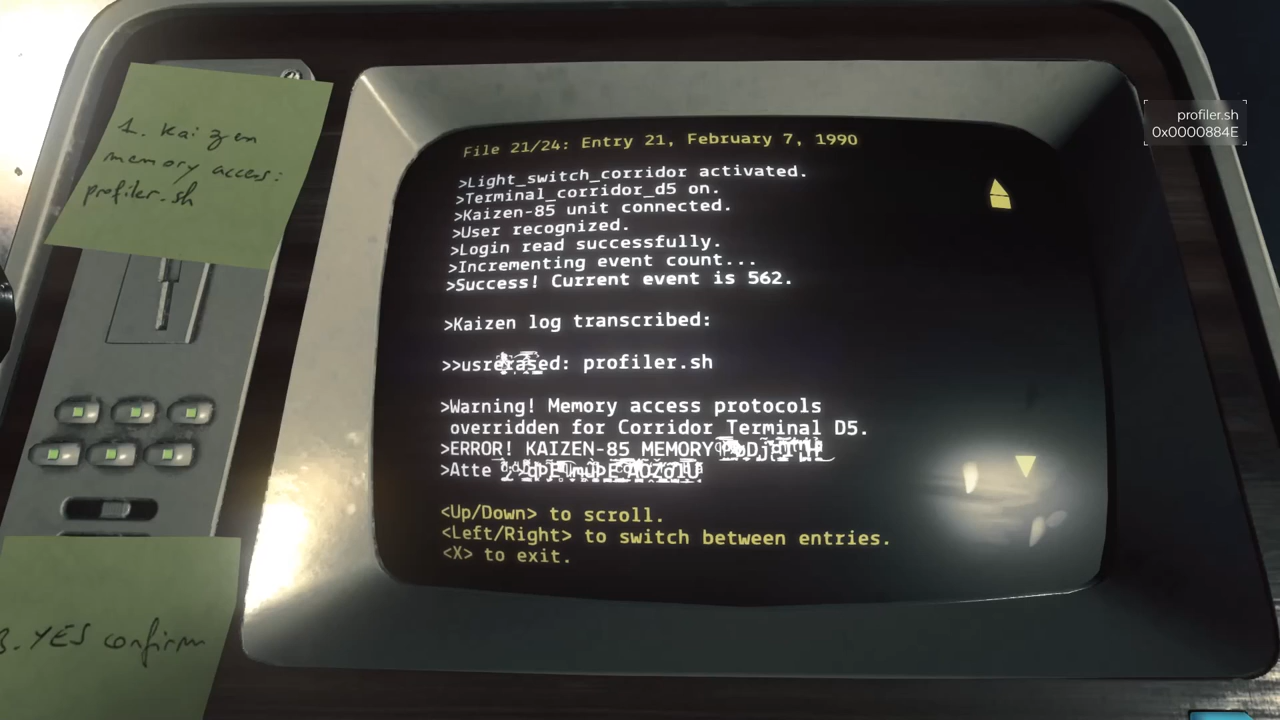 1. Kaizen
memory access:
profiler.sh
profiler.sh
0x0000884E
File 21/24: Entry 21, February 7, 1990
>Light_switch_corridor activated.
>Terminal_corridor_d5 on.
>Kaizen-85 unit connected.
>User recognized.
>Login read successfully.
>Incrementing event count...
>Success! Current event is 562.
>Kaizen log transcribed:
>>usrerased: profiler.sh
>Warning! Memory access protocols
overridden for Corridor Terminal D5.
>ERROR! KAIZEN-85 MEMORY
>Atte
<Up/Down> to scroll.
<Left/Right> to switch between entries.
<X> to exit.
3. YES confirm